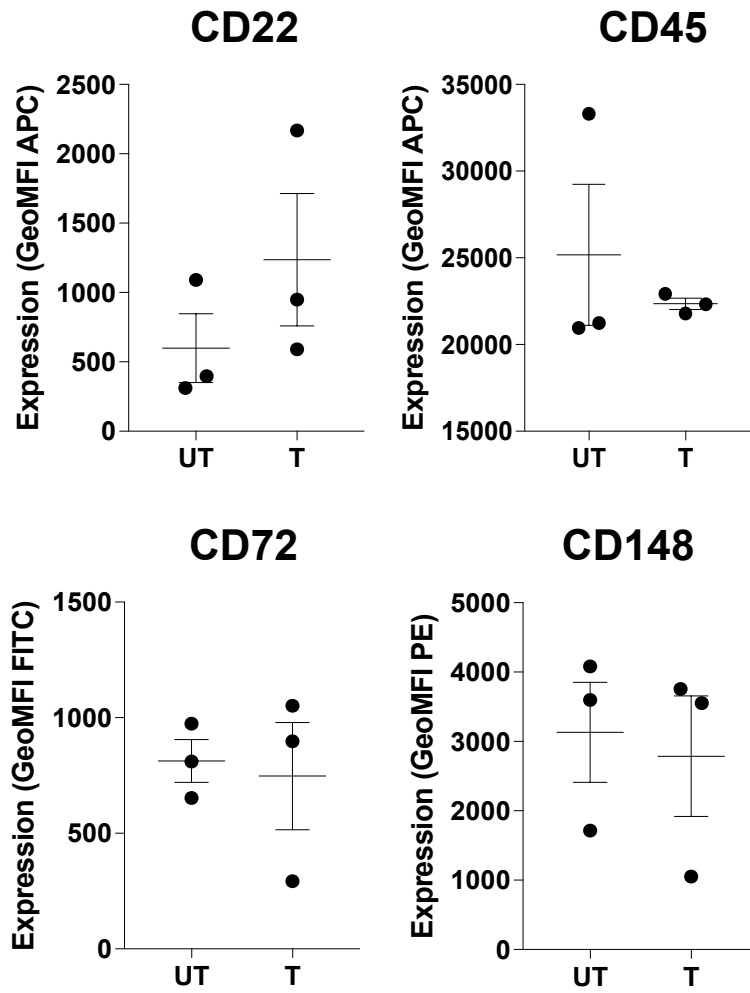 CD22
Expression (GeoMFI APC)
2500
2000
1500
1000
500
0
UT
T
CD45
Expression (GeoMFI APC)
35000
30000
25000
20000
15000
UT
T
CD72
Expression (GeoMFI FITC)
1500
1000
500
0
UT
T
CD148
Expression (GeoMFI PE)
5000
4000
3000
2000
1000
0
UT
T